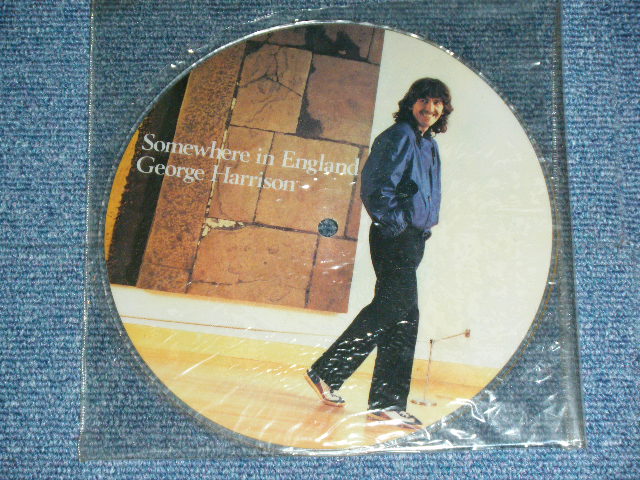 Somewhere in England
George Harrison